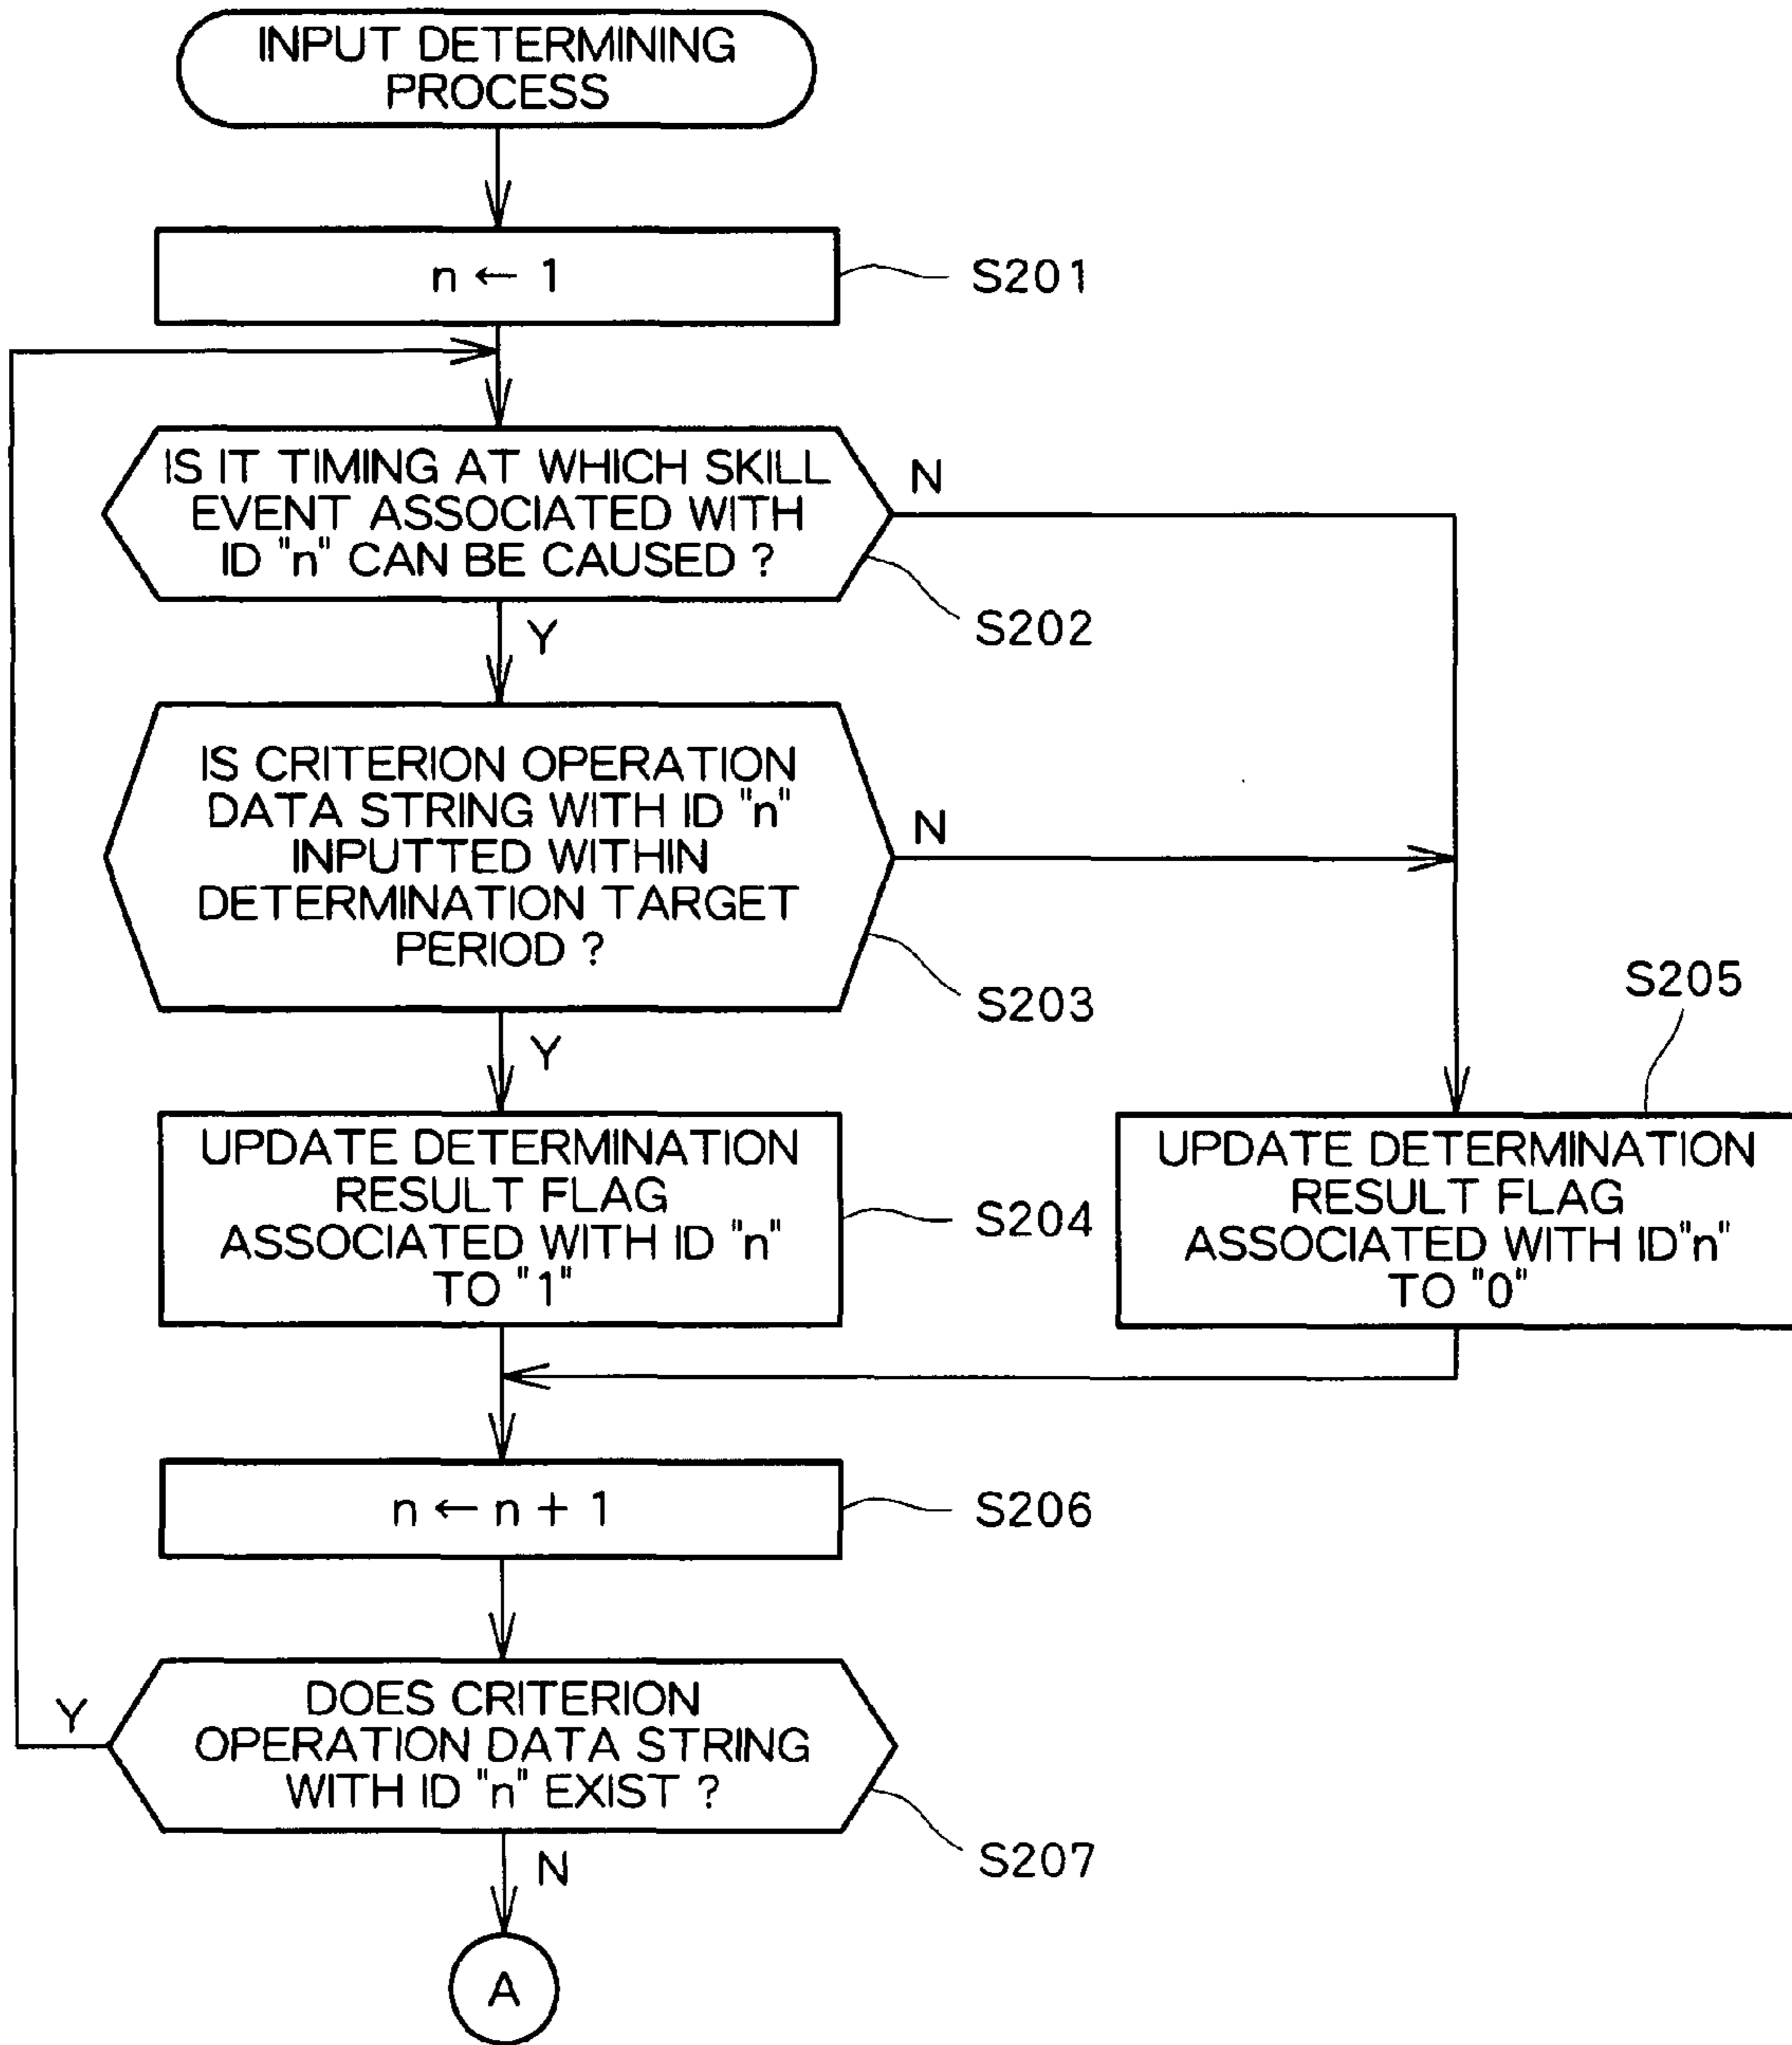 INPUT DETERMINING
PROCESS
n ← 1
S201
IS IT TIMING AT WHICH SKILL
EVENT ASSOCIATED WITH
ID "n" CAN BE CAUSED ?
N
S202
Y
IS CRITERION OPERATION
DATA STRING WITH ID "n"
INPUTTED WITHIN
DETERMINATION TARGET
PERIOD ?
N
S203
Y
S205
UPDATE DETERMINATION
RESULT FLAG
ASSOCIATED WITH ID "n"
TO "1"
S204
UPDATE DETERMINATION
RESULT FLAG
ASSOCIATED WITH ID"n"
TO "0"
n ← n + 1
S206
Y
DOES CRITERION
OPERATION DATA STRING
WITH ID "n" EXIST ?
S207
N
A